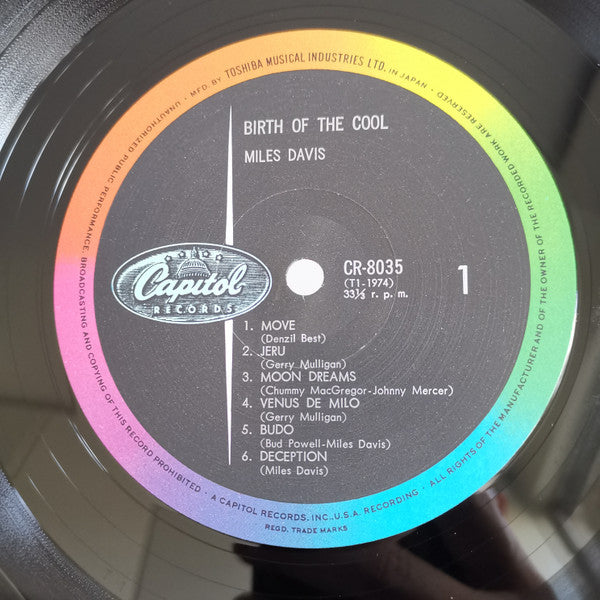 MFD. BY TOSHIBA MUSICAL INDUSTRIES LTD. IN JAPAN · ALL RIGHTS OF THE MANUFACTURER AND OF THE OWNER OF THE RECORDED WORK ARE RESERVED
UNAUTHORIZED PUBLIC PERFORMANCE, BROADCASTING AND COPYING OF THIS RECORD PROHIBITED ·
BIRTH OF THE COOL
MILES DAVIS
Capitol
RECORDS
CR-8035
(T1-1974)
33⅓ r. p. m.
1
1. MOVE
(Denzil Best)
2. JERU
(Gerry Mulligan)
3. MOON DREAMS
(Chummy MacGregor-Johnny Mercer)
4. VENUS DE MILO
(Gerry Mulligan)
5. BUDO
(Bud Powell-Miles Davis)
6. DECEPTION
(Miles Davis)
A CAPITOL RECORDS, INC., U.S.A. RECORDING ·
REGD. TRADE MARKS